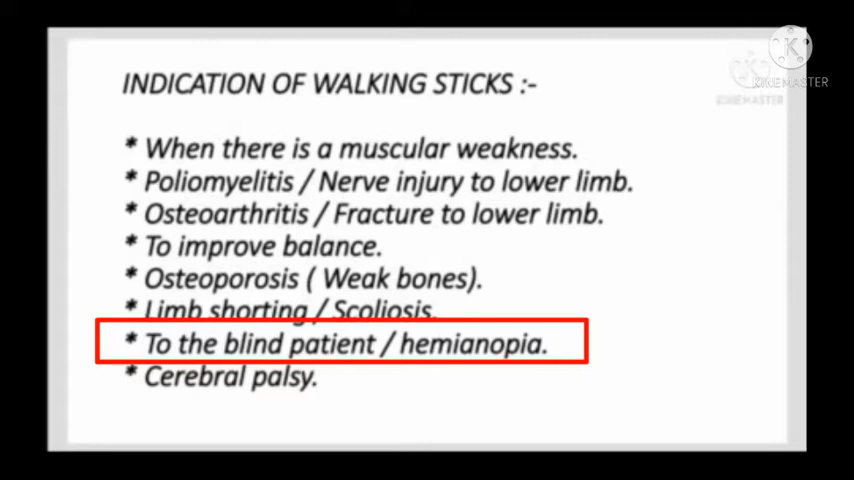 INDICATION OF WALKING STICKS :-
* When there is a muscular weakness.
* Poliomyelitis / Nerve injury to lower limb.
* Osteoarthritis / Fracture to lower limb.
* To improve balance.
* Osteoporosis ( Weak bones).
* Limb shorting / Scoliosis.
* To the blind patient / hemianopia.
* Cerebral palsy.
K
KINEMASTER
KINEMASTER